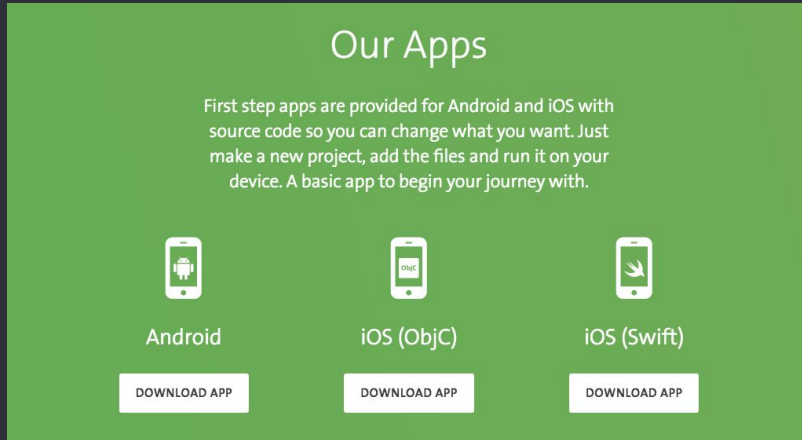 Our Apps
First step apps are provided for Android and iOS with
source code so you can change what you want. Just
make a new project, add the files and run it on your
device. A basic app to begin your journey with.
ObjC
Android
iOS (ObjC)
iOS (Swift)
DOWNLOAD APP
DOWNLOAD APP
DOWNLOAD APP